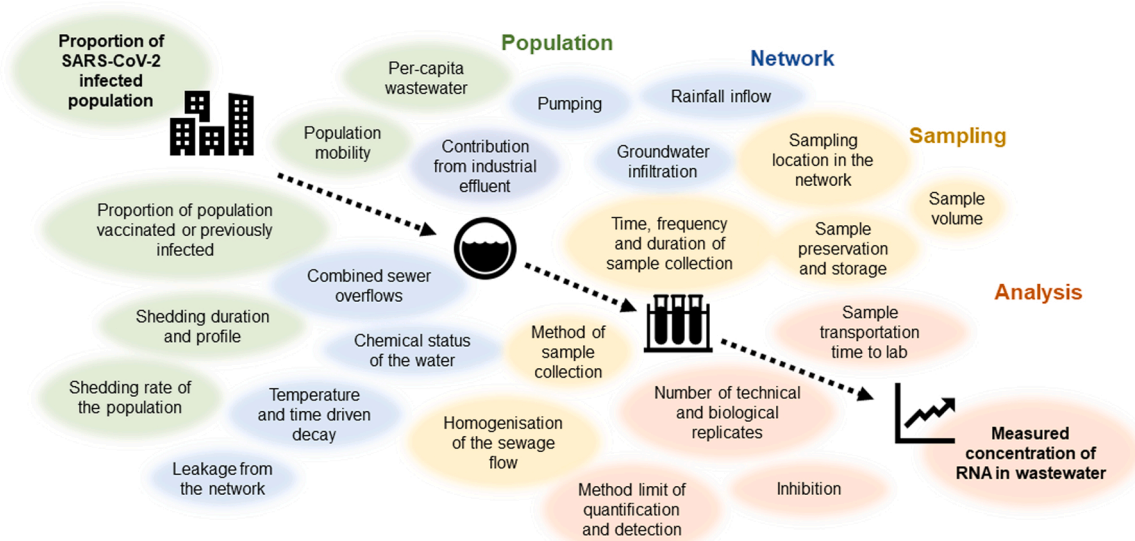 Proportion of
SARS-CoV-2
infected
population
Population
Per-capita
wastewater
Network
Pumping
Rainfall inflow
Population
mobility
Contribution
from industrial
effluent
Groundwater
infiltration
Sampling
location in the
network
Sampling
Sample
volume
Proportion of population
vaccinated or previously
infected
Time, frequency
and duration of
sample collection
Sample
preservation
and storage
Combined sewer
overflows
Analysis
Shedding duration
and profile
Chemical status
of the water
Method of
sample
collection
Sample
transportation
time to lab
Shedding rate of
the population
Temperature
and time driven
decay
Homogenisation
of the sewage
flow
Number of technical
and biological
replicates
Measured
concentration of
RNA in wastewater
Leakage from
the network
Method limit of
quantification
and detection
Inhibition